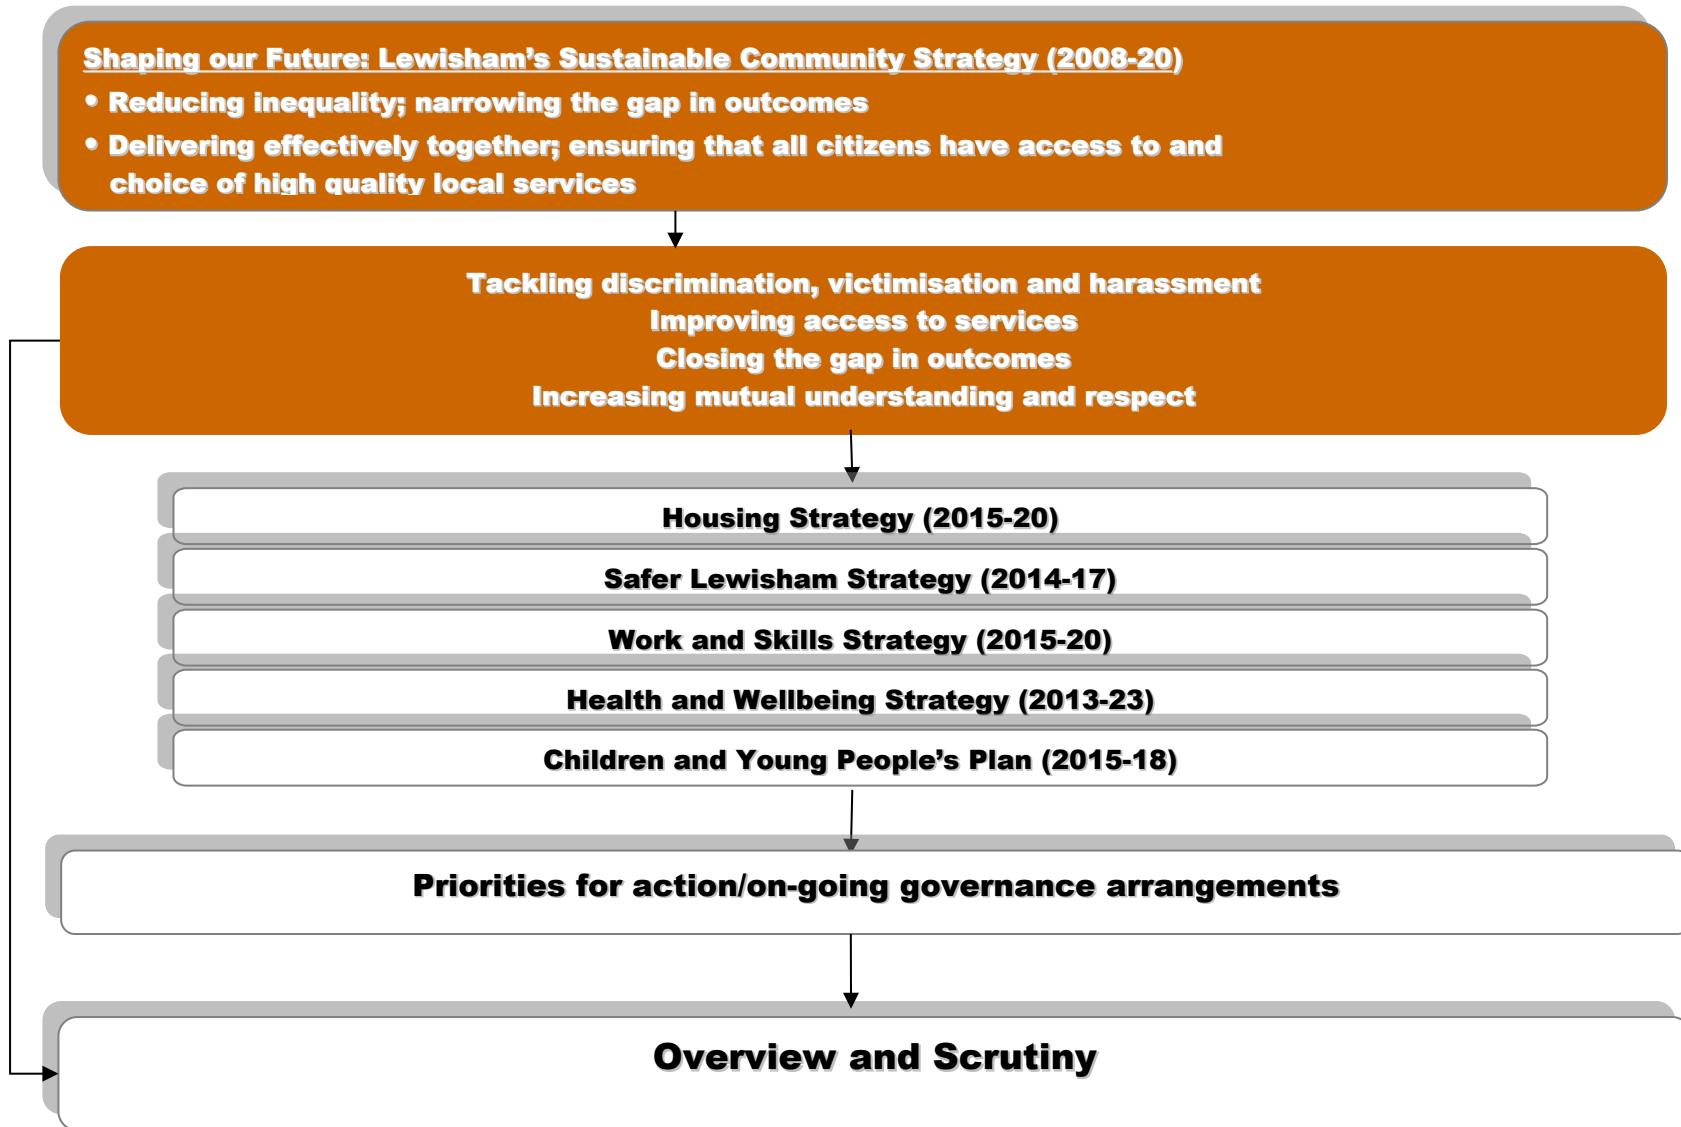 Shaping our Future: Lewisham’s Sustainable Community Strategy (2008-20)
• Reducing inequality; narrowing the gap in outcomes
• Delivering effectively together; ensuring that all citizens have access to and
choice of high quality local services
Tackling discrimination, victimisation and harassment
Improving access to services
Closing the gap in outcomes
Increasing mutual understanding and respect
Housing Strategy (2015-20)
Safer Lewisham Strategy (2014-17)
Work and Skills Strategy (2015-20)
Health and Wellbeing Strategy (2013-23)
Children and Young People’s Plan (2015-18)
Priorities for action/on-going governance arrangements
Overview and Scrutiny